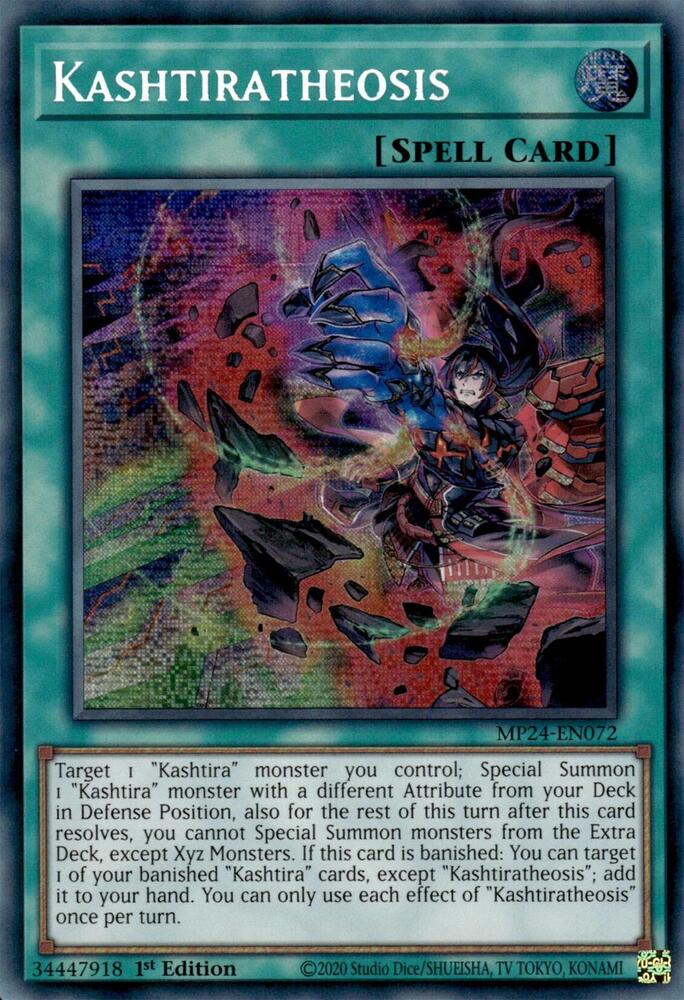 Kashtiratheosis
[Spell Card]
MP24-EN072
Target 1 "Kashtira" monster you control; Special Summon
1 "Kashtira" monster with a different Attribute from your Deck
in Defense Position, also for the rest of this turn after this card
resolves, you cannot Special Summon monsters from the Extra
Deck, except Xyz Monsters. If this card is banished: You can target
1 of your banished "Kashtira" cards, except "Kashtiratheosis"; add
it to your hand. You can only use each effect of "Kashtiratheosis"
once per turn.
34447918 1st Edition ©2020 Studio Dice/SHUEISHA, TV TOKYO, KONAMI